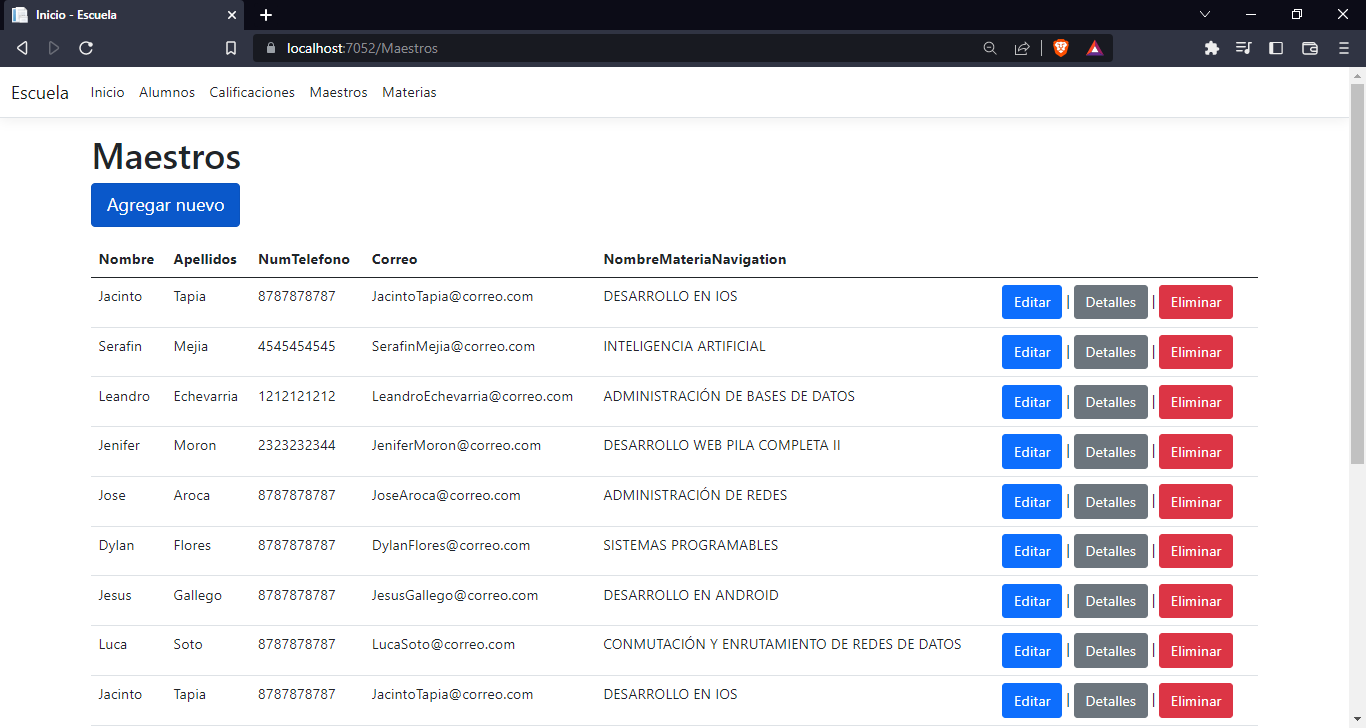 Inicio - Escuela
localhost:7052/Maestros
Escuela Inicio Alumnos Calificaciones Maestros Materias
Maestros
Agregar nuevo
Nombre Apellidos NumTelefono Correo NombreMateriaNavigation
Jacinto Tapia 8787878787 JacintoTapia@correo.com DESARROLLO EN IOS Editar | Detalles | Eliminar
Serafin Mejia 4545454545 SerafinMejia@correo.com INTELIGENCIA ARTIFICIAL Editar | Detalles | Eliminar
Leandro Echevarria 1212121212 LeandroEchevarria@correo.com ADMINISTRACIÓN DE BASES DE DATOS Editar | Detalles | Eliminar
Jenifer Moron 2323232344 JeniferMoron@correo.com DESARROLLO WEB PILA COMPLETA II Editar | Detalles | Eliminar
Jose Aroca 8787878787 JoseAroca@correo.com ADMINISTRACIÓN DE REDES Editar | Detalles | Eliminar
Dylan Flores 8787878787 DylanFlores@correo.com SISTEMAS PROGRAMABLES Editar | Detalles | Eliminar
Jesus Gallego 8787878787 JesusGallego@correo.com DESARROLLO EN ANDROID Editar | Detalles | Eliminar
Luca Soto 8787878787 LucaSoto@correo.com CONMUTACIÓN Y ENRUTAMIENTO DE REDES DE DATOS Editar | Detalles | Eliminar
Jacinto Tapia 8787878787 JacintoTapia@correo.com DESARROLLO EN IOS Editar | Detalles | Eliminar